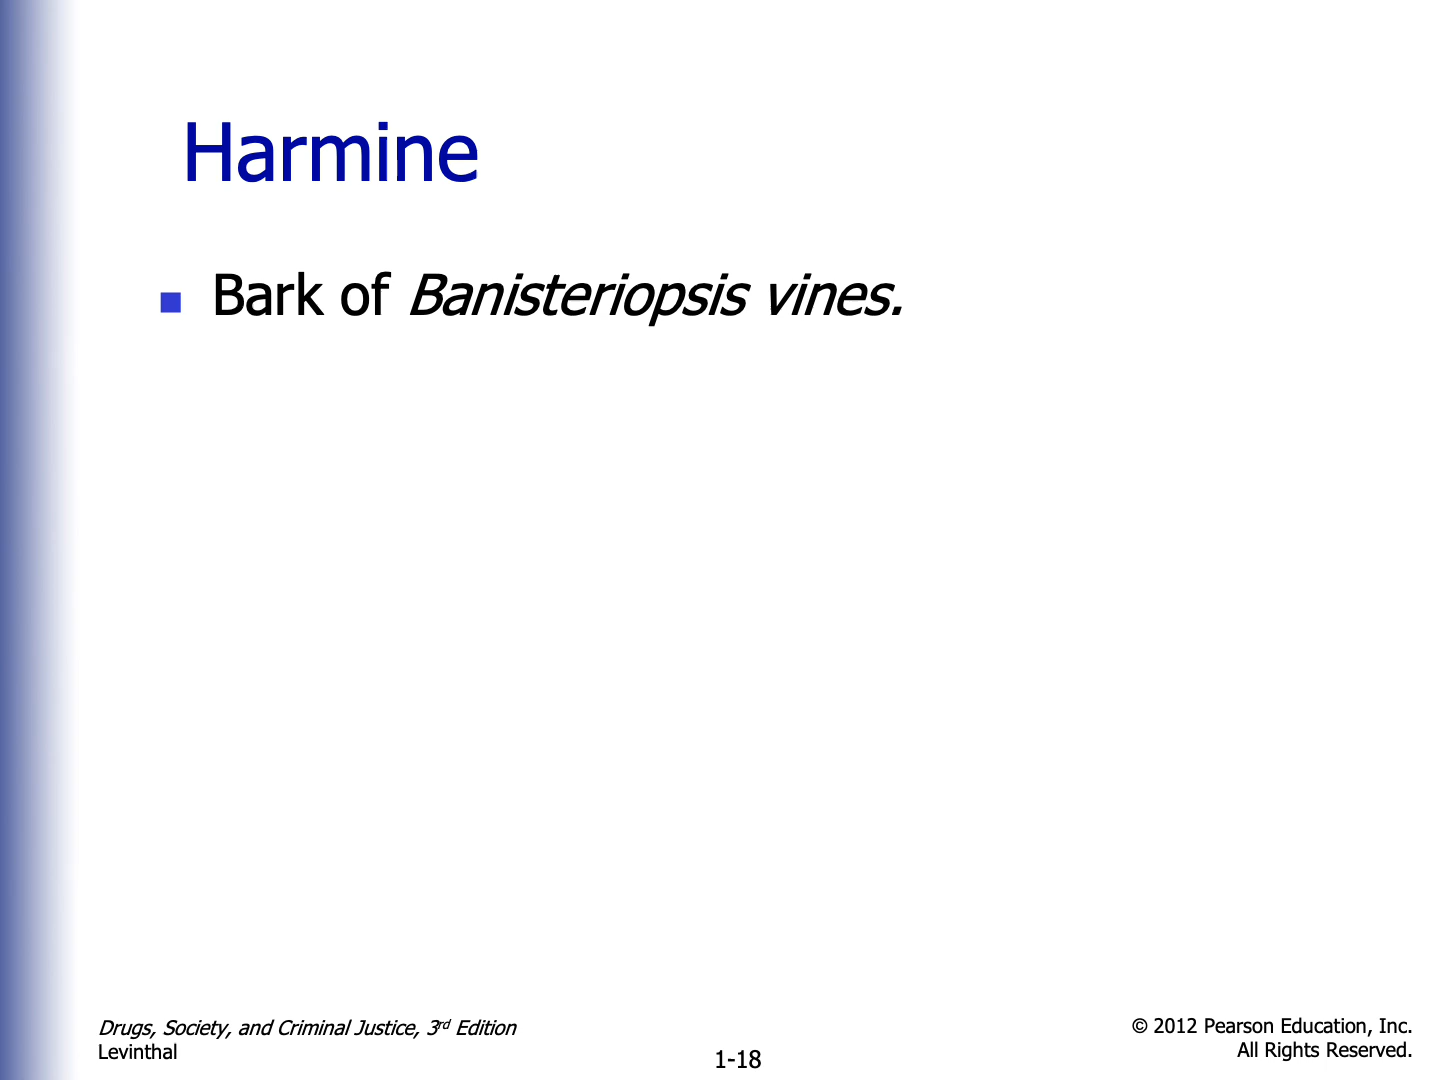 Harmine
Bark of Banisteriopsis vines.
Drugs, Society, and Criminal Justice, 3rd Edition
Levinthal
1-18
© 2012 Pearson Education, Inc.
All Rights Reserved.